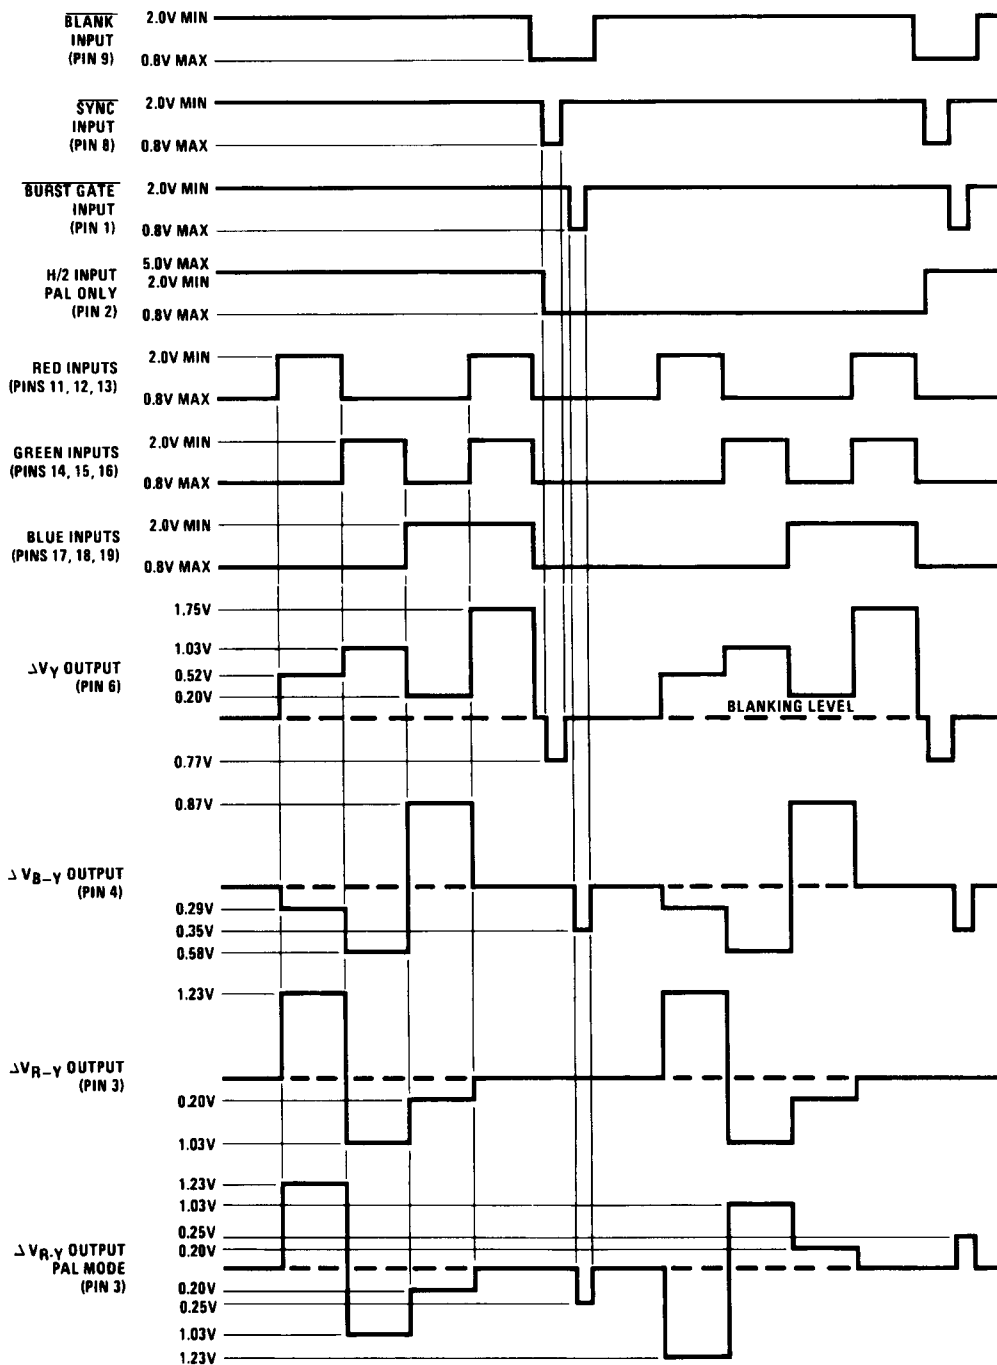 BLANK
INPUT
(PIN 9)
2.0V MIN
0.8V MAX
SYNC
INPUT
(PIN 8)
2.0V MIN
0.8V MAX
BURST GATE
INPUT
(PIN 1)
2.0V MIN
0.8V MAX
H/2 INPUT
PAL ONLY
(PIN 2)
5.0V MAX
2.0V MIN
0.8V MAX
RED INPUTS
(PINS 11, 12, 13)
2.0V MIN
0.8V MAX
GREEN INPUTS
(PINS 14, 15, 16)
2.0V MIN
0.8V MAX
BLUE INPUTS
(PINS 17, 18, 19)
2.0V MIN
0.8V MAX
ΔVY OUTPUT
(PIN 6)
1.75V
1.03V
0.52V
0.20V
BLANKING LEVEL
0.77V
ΔVB–Y OUTPUT
(PIN 4)
0.87V
0.29V
0.35V
0.58V
ΔVR–Y OUTPUT
(PIN 3)
1.23V
0.20V
1.03V
ΔVR-Y OUTPUT
PAL MODE
(PIN 3)
1.23V
1.03V
0.25V
0.20V
0.20V
0.25V
1.03V
1.23V